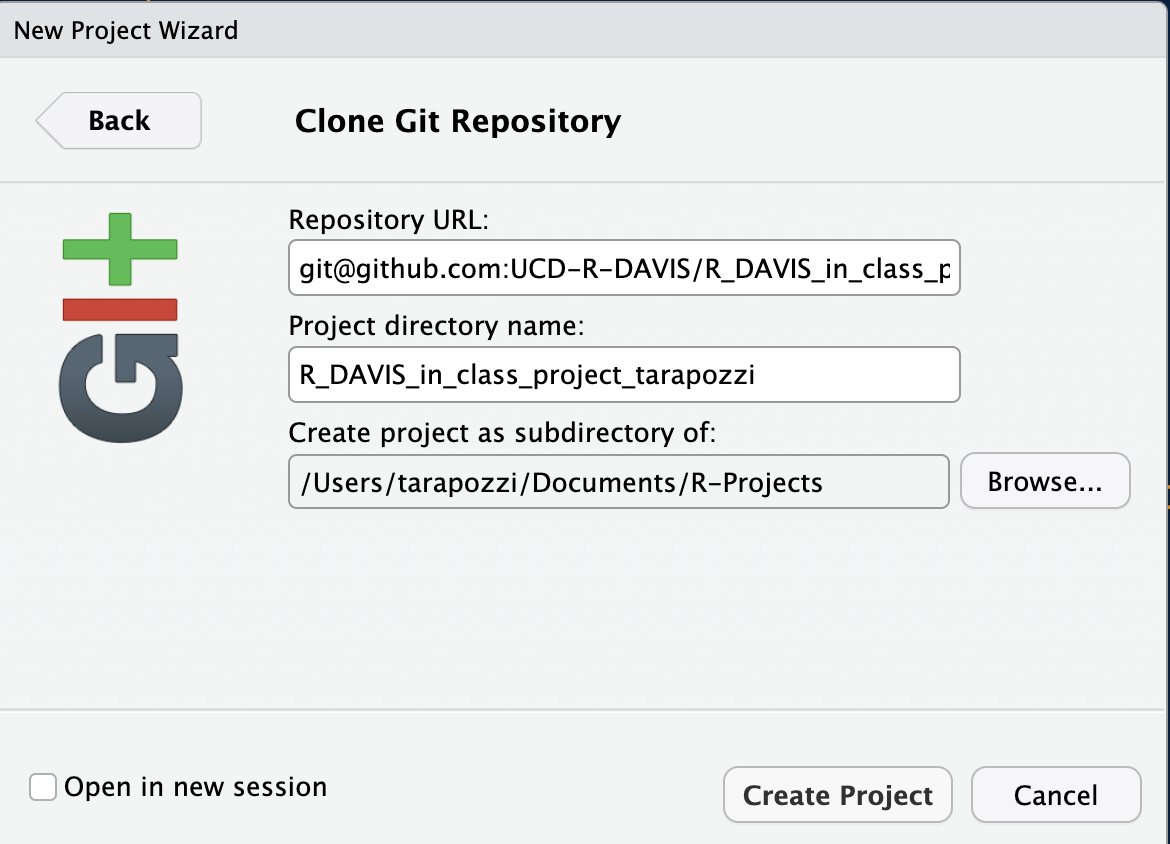 New Project Wizard
Back
Clone Git Repository
GIT
Repository URL:
git@github.com:UCD-R-DAVIS/R_DAVIS_in_class_p
Project directory name:
R_DAVIS_in_class_project_tarapozzi
Create project as subdirectory of:
/Users/tarapozzi/Documents/R-Projects
Browse...
Open in new session
Create Project
Cancel